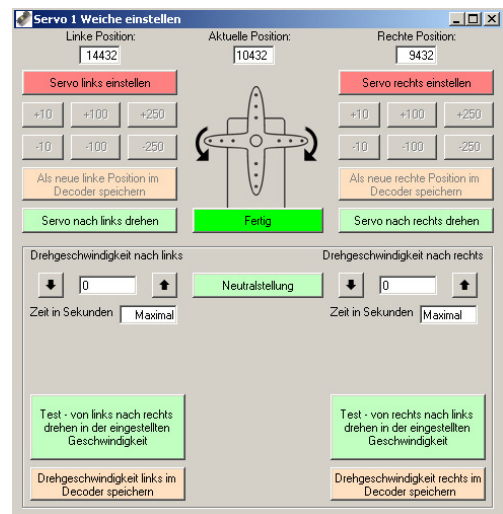 Servo 1 Weiche einstellen
Linke Position:
Aktuelle Position:
Rechte Position:
14432
10432
9432
Servo links einstellen
Servo rechts einstellen
+10
+100
+250
+10
+100
+250
-10
-100
-250
-10
-100
-250
Als neue linke Position im
Decoder speichern
Als neue rechte Position im
Decoder speichern
Servo nach links drehen
Fertig
Servo nach rechts drehen
Drehgeschwindigkeit nach links
Drehgeschwindigkeit nach rechts
0
Neutralstellung
0
Zeit in Sekunden
Maximal
Zeit in Sekunden
Maximal
Test - von links nach rechts
drehen in der eingestellten
Geschwindigkeit
Test - von rechts nach links
drehen in der eingestellten
Geschwindigkeit
Drehgeschwindigkeit links im
Decoder speichern
Drehgeschwindigkeit rechts im
Decoder speichern